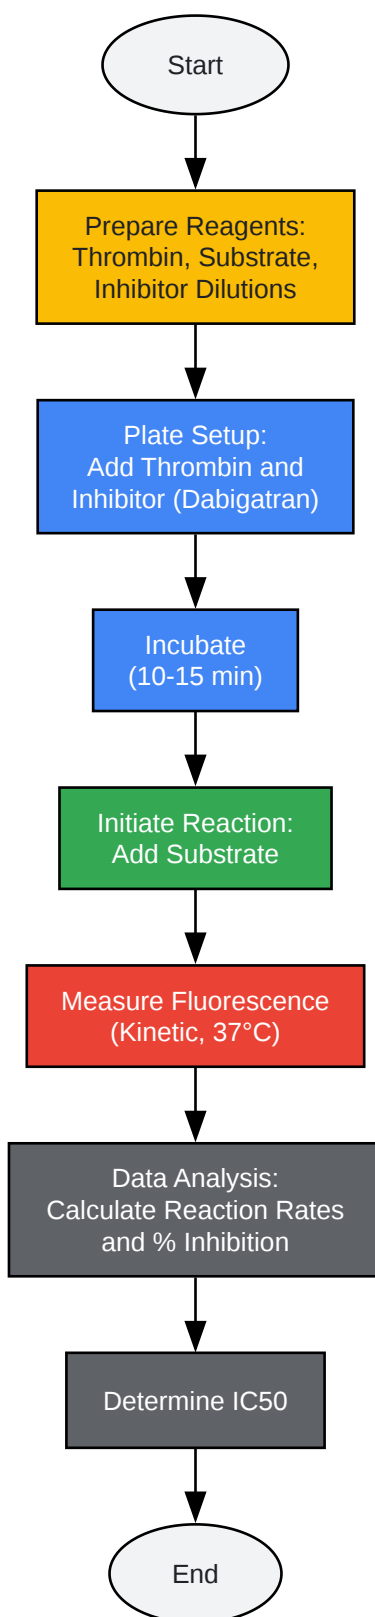 Start
Prepare Reagents:
Thrombin, Substrate,
Inhibitor Dilutions
Plate Setup:
Add Thrombin and
Inhibitor (Dabigatran)
Incubate
(10-15 min)
Initiate Reaction:
Add Substrate
Measure Fluorescence
(Kinetic, 37°C)
Data Analysis:
Calculate Reaction Rates
and % Inhibition
Determine IC50
End